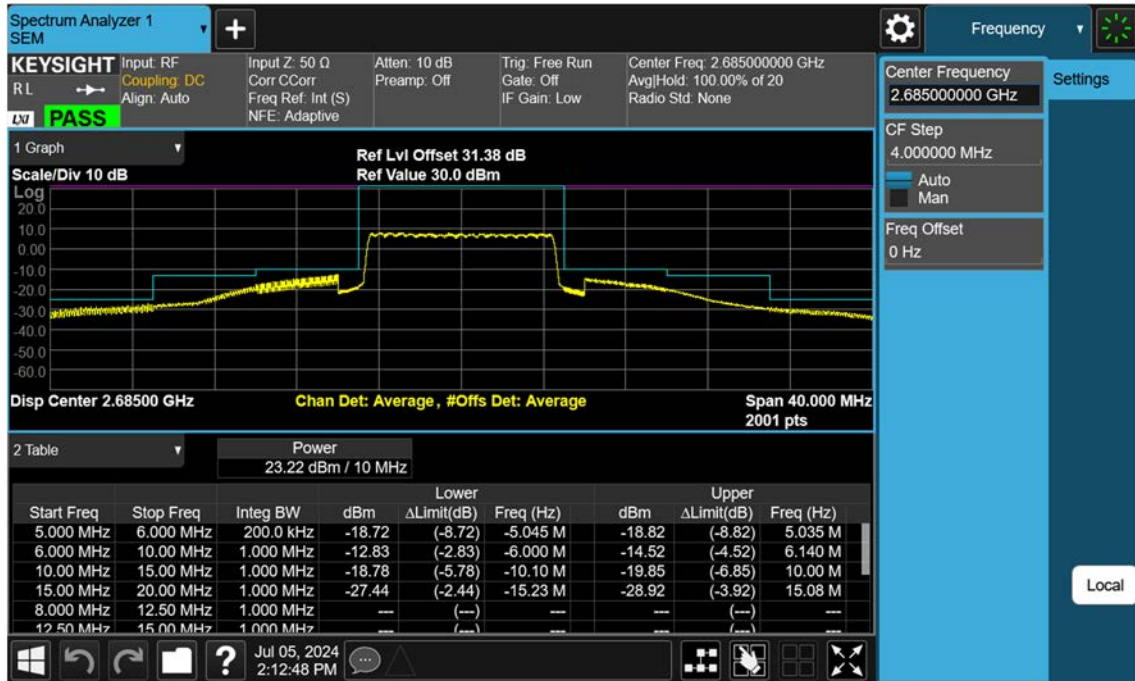 Spectrum Analyzer 1
SEM
+
Frequency
KEYSIGHT
RL
LXI PASS
Input: RF
Coupling: DC
Align: Auto
Input Z: 50 Ω
Corr CCorr
Freq Ref: Int (S)
NFE: Adaptive
Atten: 10 dB
Preamp: Off
Trig: Free Run
Gate: Off
IF Gain: Low
Center Freq: 2.685000000 GHz
Avg|Hold: 100.00% of 20
Radio Std: None
Center Frequency
2.685000000 GHz
Settings
CF Step
4.000000 MHz
Auto
Man
Freq Offset
0 Hz
1 Graph
Ref Lvl Offset 31.38 dB
Scale/Div 10 dB
Ref Value 30.0 dBm
Log
20.0
10.0
0.00
-10.0
-20.0
-30.0
-40.0
-50.0
-60.0
Disp Center 2.68500 GHz
Chan Det: Average, #Offs Det: Average
Span 40.000 MHz
2001 pts
2 Table
Power
23.22 dBm / 10 MHz
Lower Upper
Start Freq Stop Freq Integ BW dBm ΔLimit(dB) Freq (Hz) dBm ΔLimit(dB) Freq (Hz)
5.000 MHz 6.000 MHz 200.0 kHz -18.72 (-8.72) -5.045 M -18.82 (-8.82) 5.035 M
6.000 MHz 10.00 MHz 1.000 MHz -12.83 (-2.83) -6.000 M -14.52 (-4.52) 6.140 M
10.00 MHz 15.00 MHz 1.000 MHz -18.78 (-5.78) -10.10 M -19.85 (-6.85) 10.00 M
15.00 MHz 20.00 MHz 1.000 MHz -27.44 (-2.44) -15.23 M -28.92 (-3.92) 15.08 M
8.000 MHz 12.50 MHz 1.000 MHz --- (---) --- --- (---) ---
12.50 MHz 15.00 MHz 1.000 MHz --- (---) --- --- (---) ---
Local
?
Jul 05, 2024
2:12:48 PM